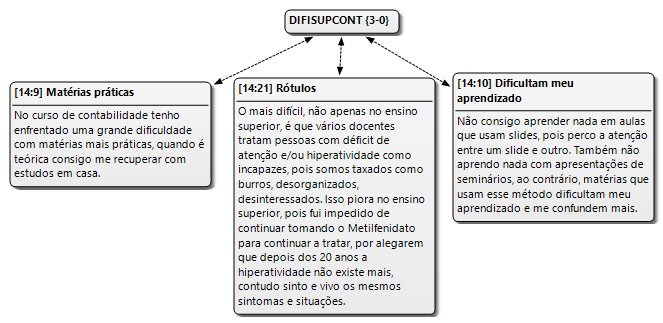 DIFISUPCONT {3-0}
[14:9] Matérias práticas
No curso de contabilidade tenho
enfrentado uma grande dificuldade
com matérias mais práticas, quando é
teórica consigo me recuperar com
estudos em casa.
[14:21] Rótulos
O mais difícil, não apenas no ensino
superior, é que vários docentes
tratam pessoas com déficit de
atenção e/ou hiperatividade como
incapazes, pois somos taxados como
burros, desorganizados,
desinteressados. Isso piora no ensino
superior, pois fui impedido de
continuar tomando o Metilfenidato
para continuar a tratar, por alegarem
que depois dos 20 anos a
hiperatividade não existe mais,
contudo sinto e vivo os mesmos
sintomas e situações.
[14:10] Dificultam meu
aprendizado
Não consigo aprender nada em aulas
que usam slides, pois perco a atenção
entre um slide e outro. Também não
aprendo nada com apresentações de
seminários, ao contrário, matérias que
usam esse método dificultam meu
aprendizado e me confundem mais.